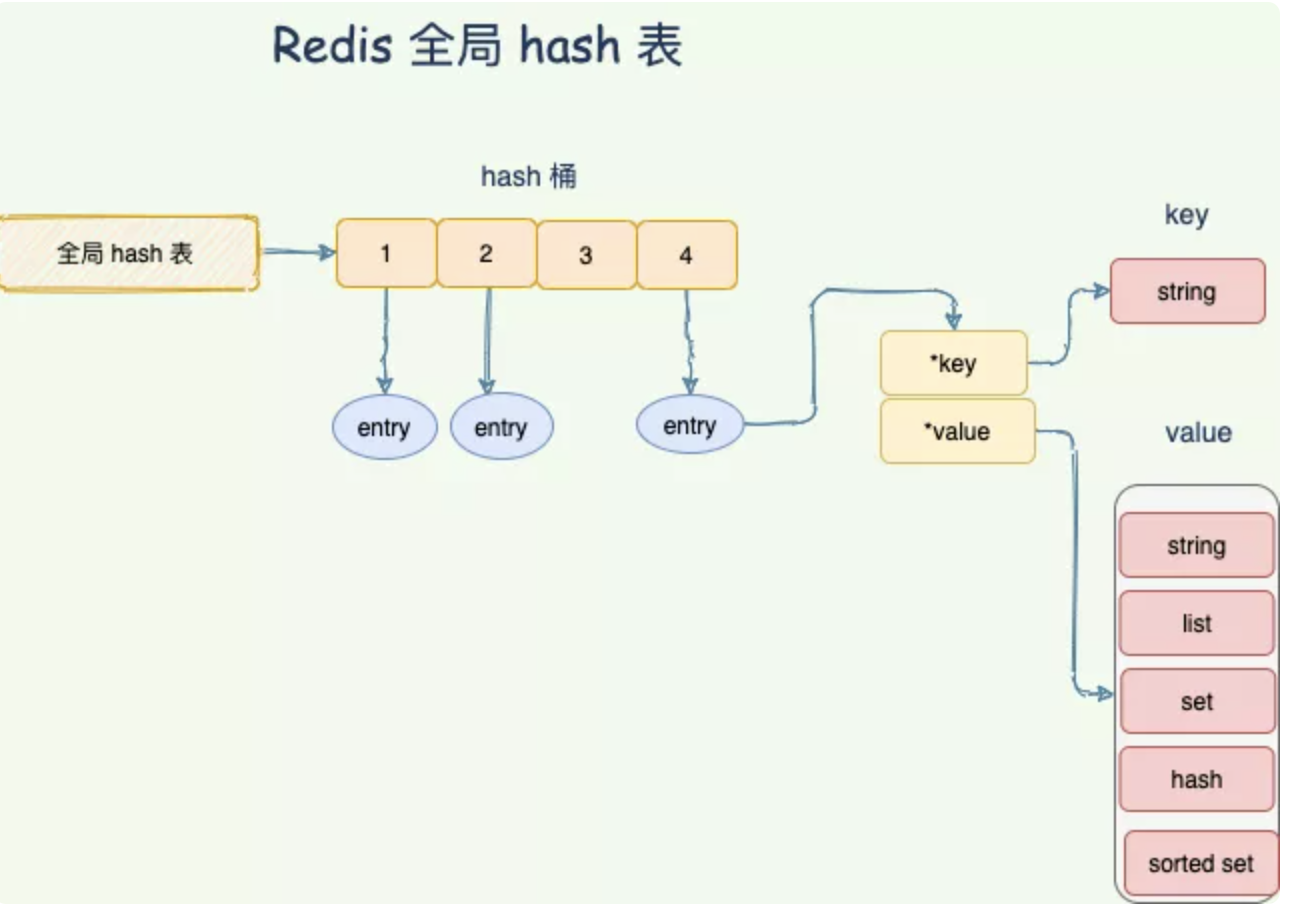 Redis 全局 hash 表
hash 桶
key
全局 hash 表
1
2
3
4
string
*key
entry
entry
entry
*value
value
string
list
set
hash
sorted set